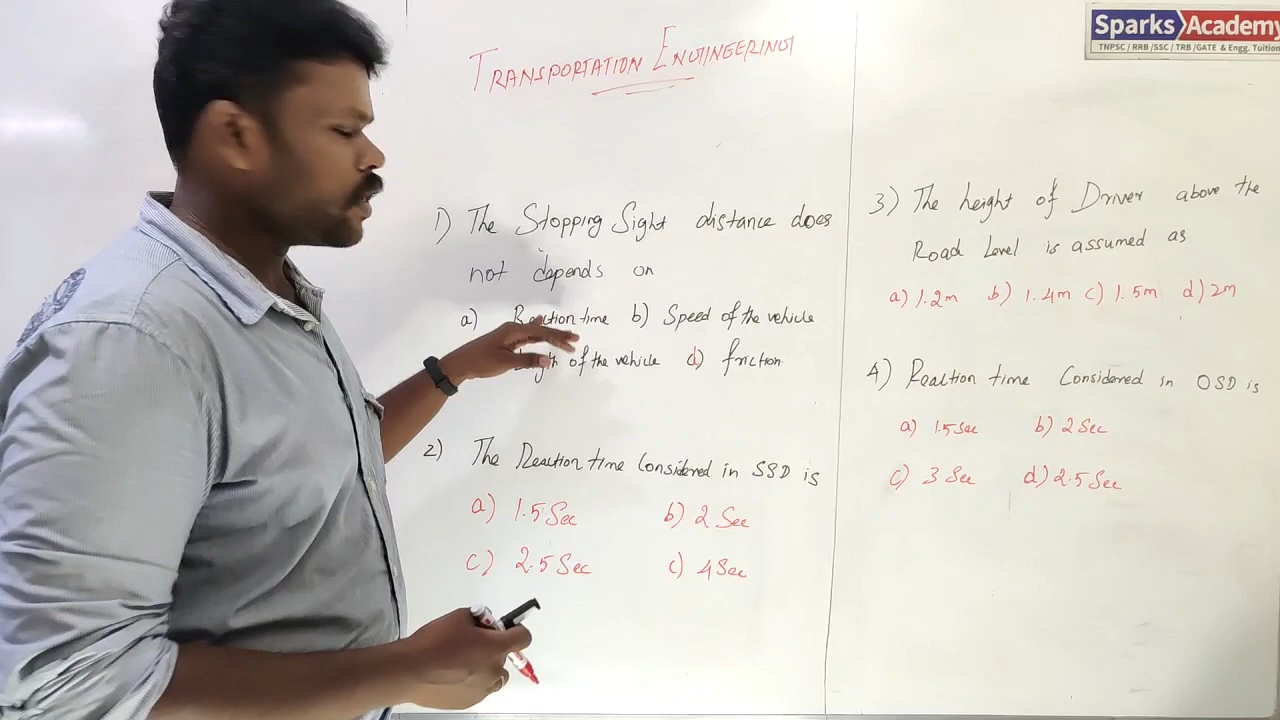 Sparks Academy
TNPSC / RRB / SSC / TRB / GATE & Engg. Tuition
TRANSPORTATION ENGINEERING
1) The Stopping Sight distance does
not depends on
a) Reaction time b) Speed of the vehicle
length of the vehicle d) friction
2) The Reaction time Considered in SSD is
a) 1.5 Sec b) 2 Sec
c) 2.5 Sec c) 4 Sec
3) The height of Driver above the
Road Level is assumed as
a) 1.2m b) 1.4m c) 1.5m d) 2m
4) Reaction time Considered in OSD is
a) 1.5 Sec b) 2 Sec
c) 3 Sec d) 2.5 Sec